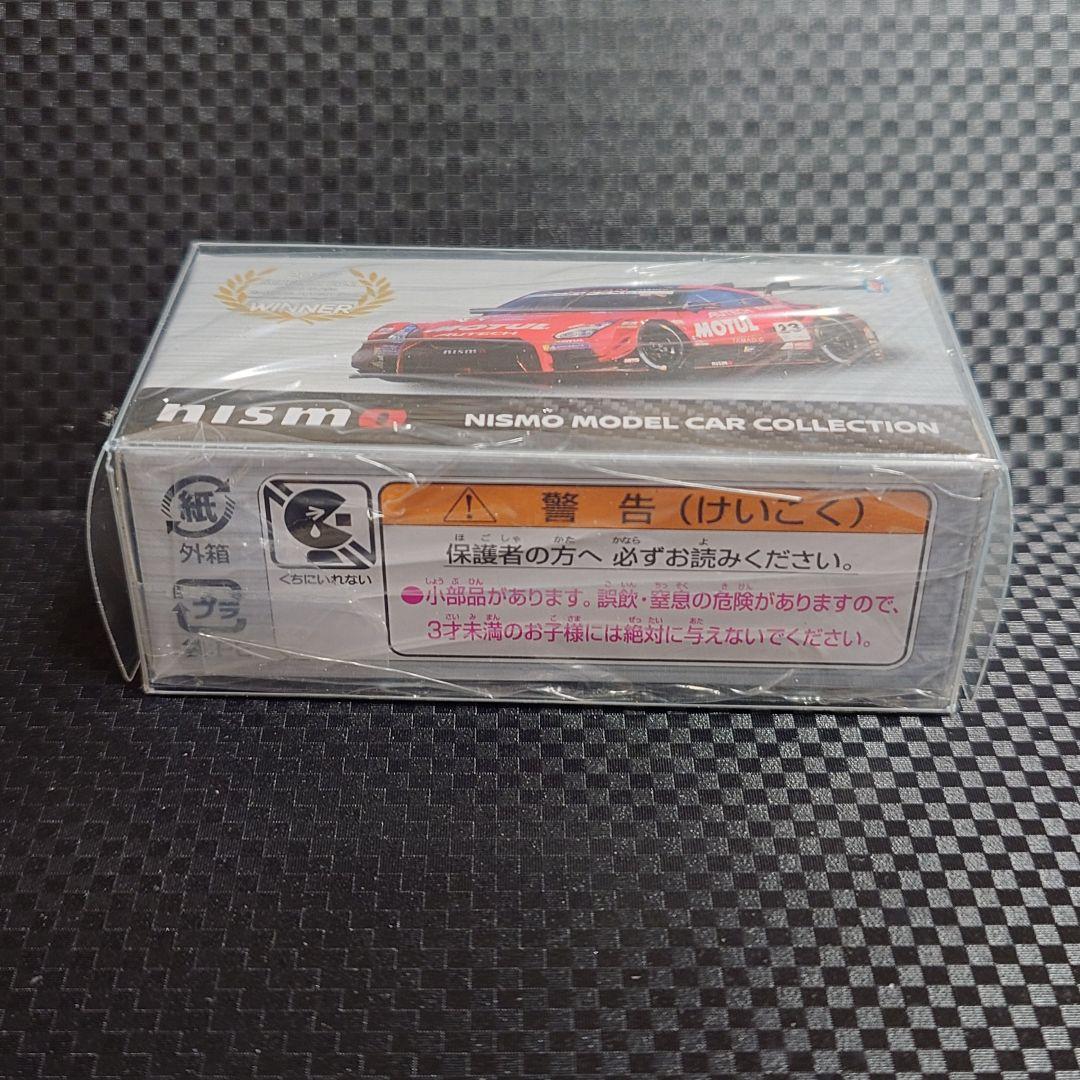 WINNER
MOTUL
AUTECH
nismo
MOTUL
23
nismo
NISMO MODEL CAR COLLECTION
紙
外箱
くちにいれない
プラ
警告(けいこく)
ほごしゃ かた かなら よ
保護者の方へ 必ずお読みください。
しょうぶひん ごいん ちっそく きけん
●小部品があります。誤飲・窒息の危険がありますので、
さいみまん こさま ぜったい あた
3才未満のお子様には絶対に与えないでください。